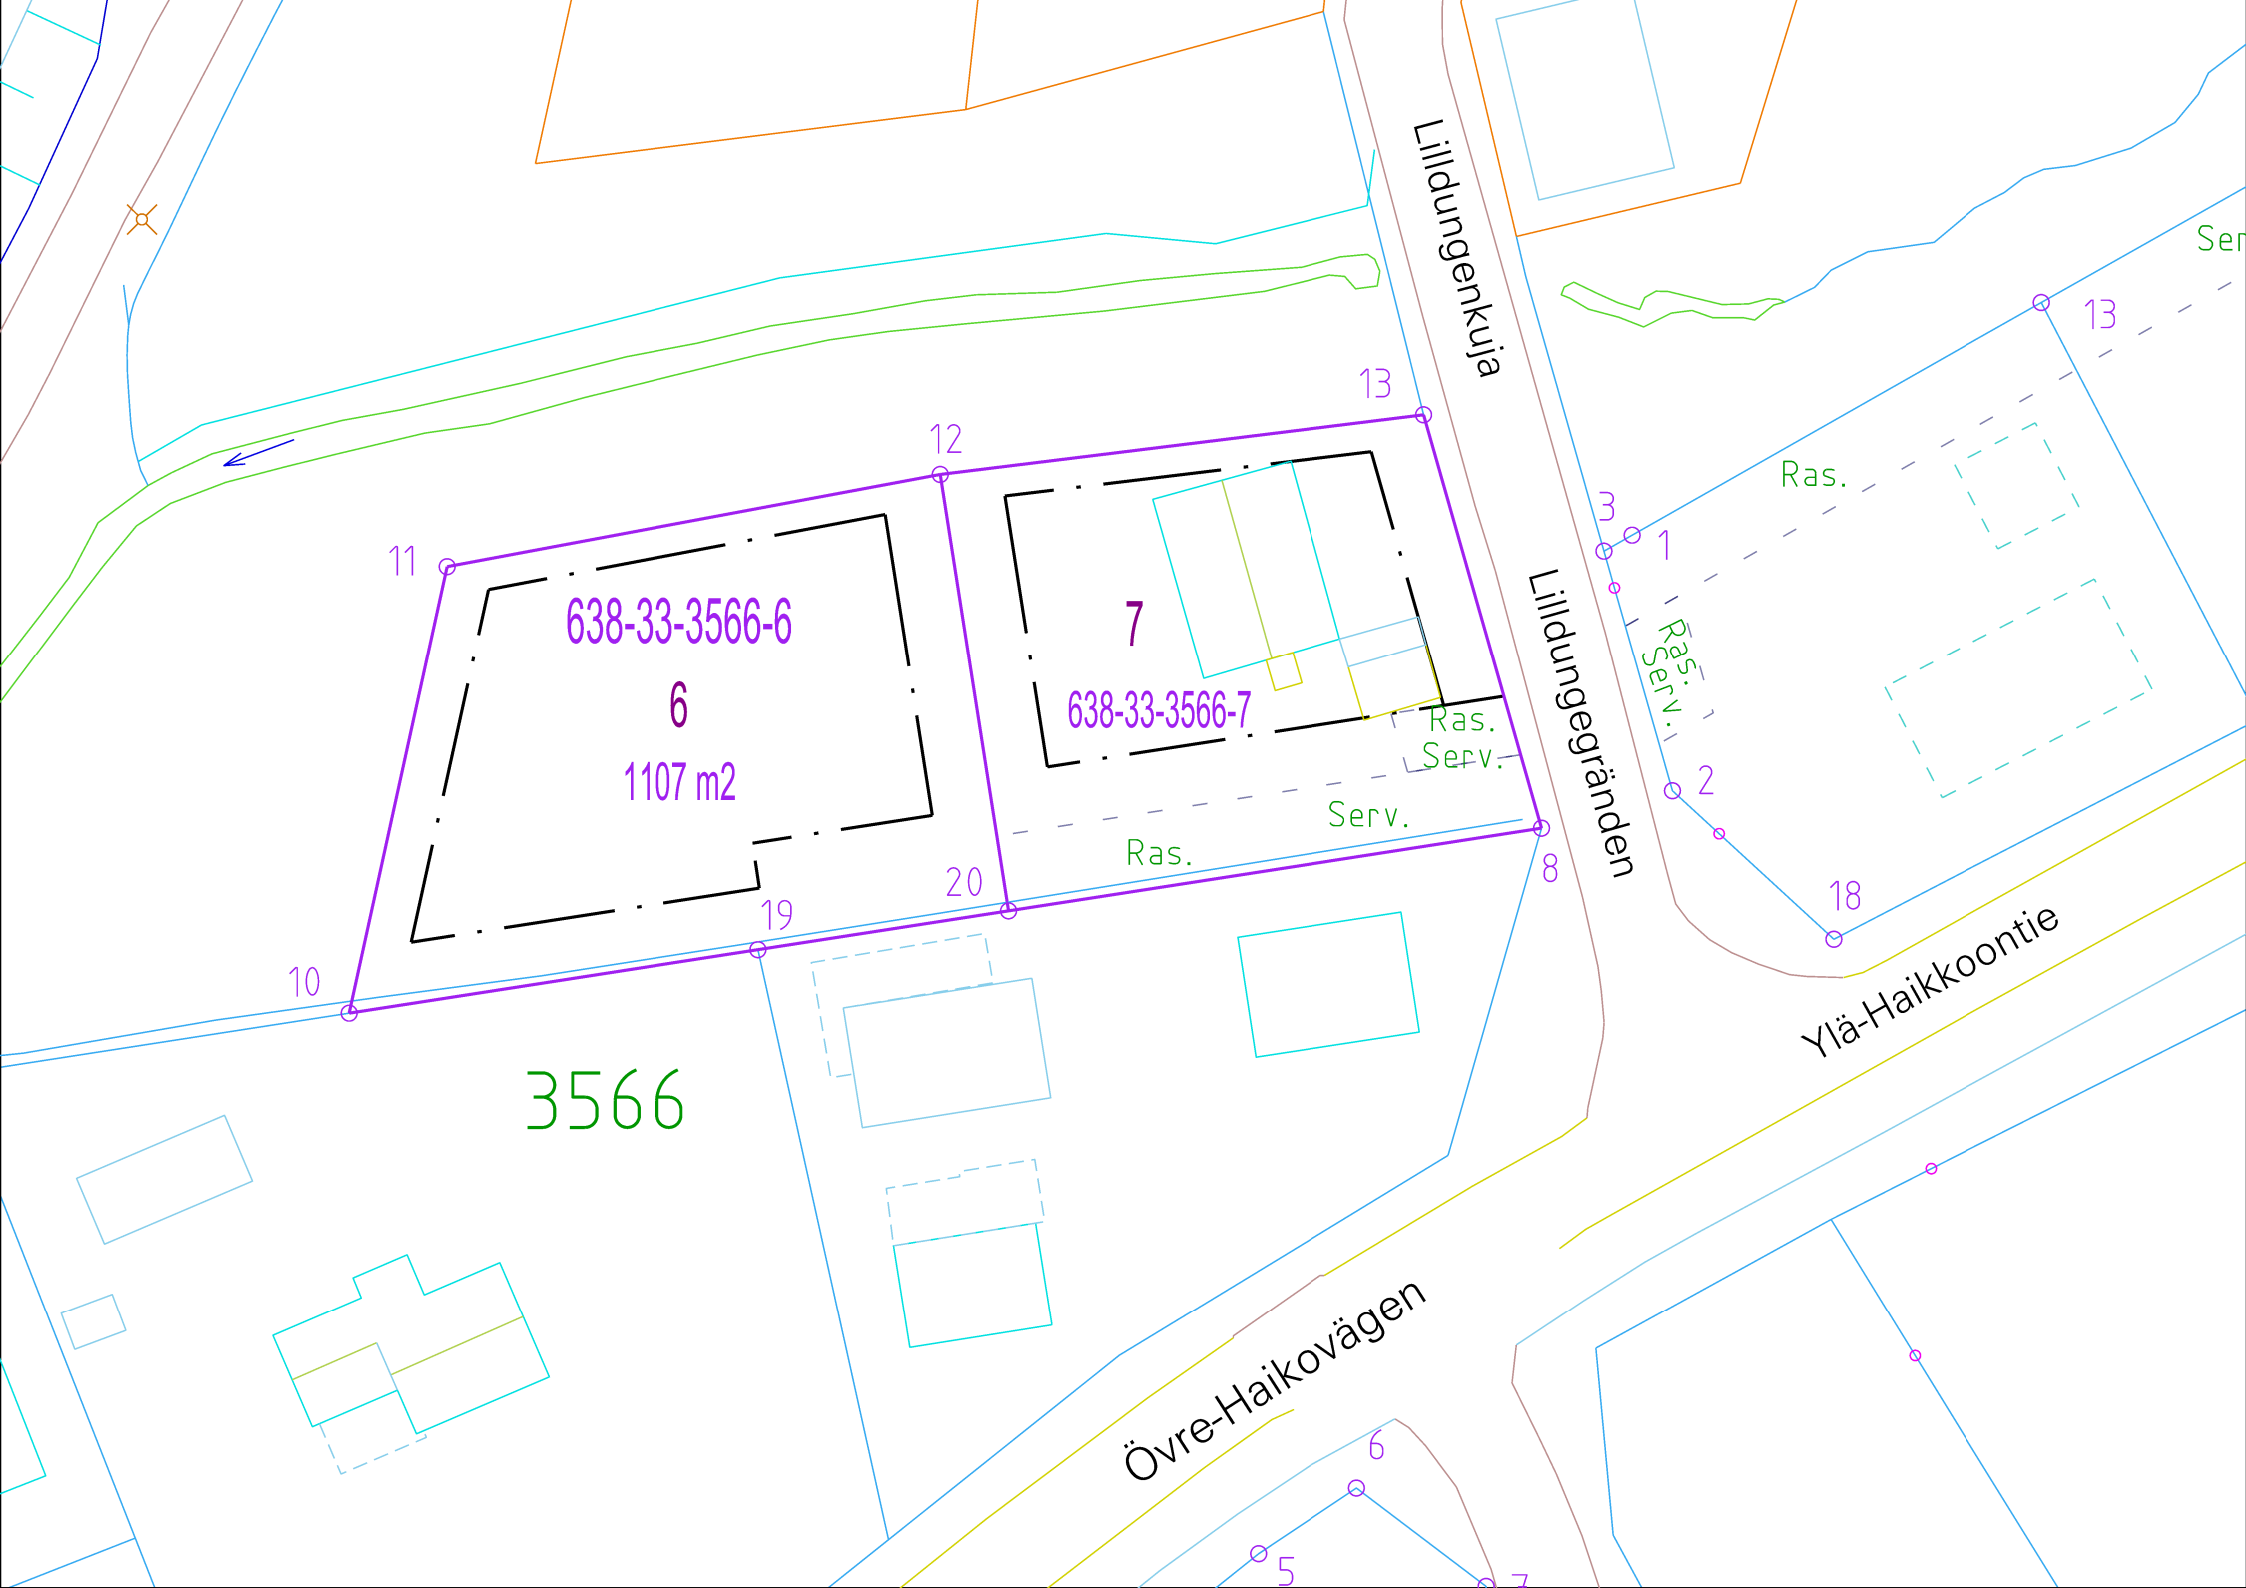 Lilldungenkuja
Ser
13
13
12
Ras.
3
1
11
638-33-3566-6
7
Lilldungegränden
Ras.
Serv.
6
638-33-3566-7
Ras.
Serv.
1107 m2
2
Serv.
Ras.
8
20
18
19
Ylä-Haikkoontie
10
3566
Övre-Haikovägen
6
5
7